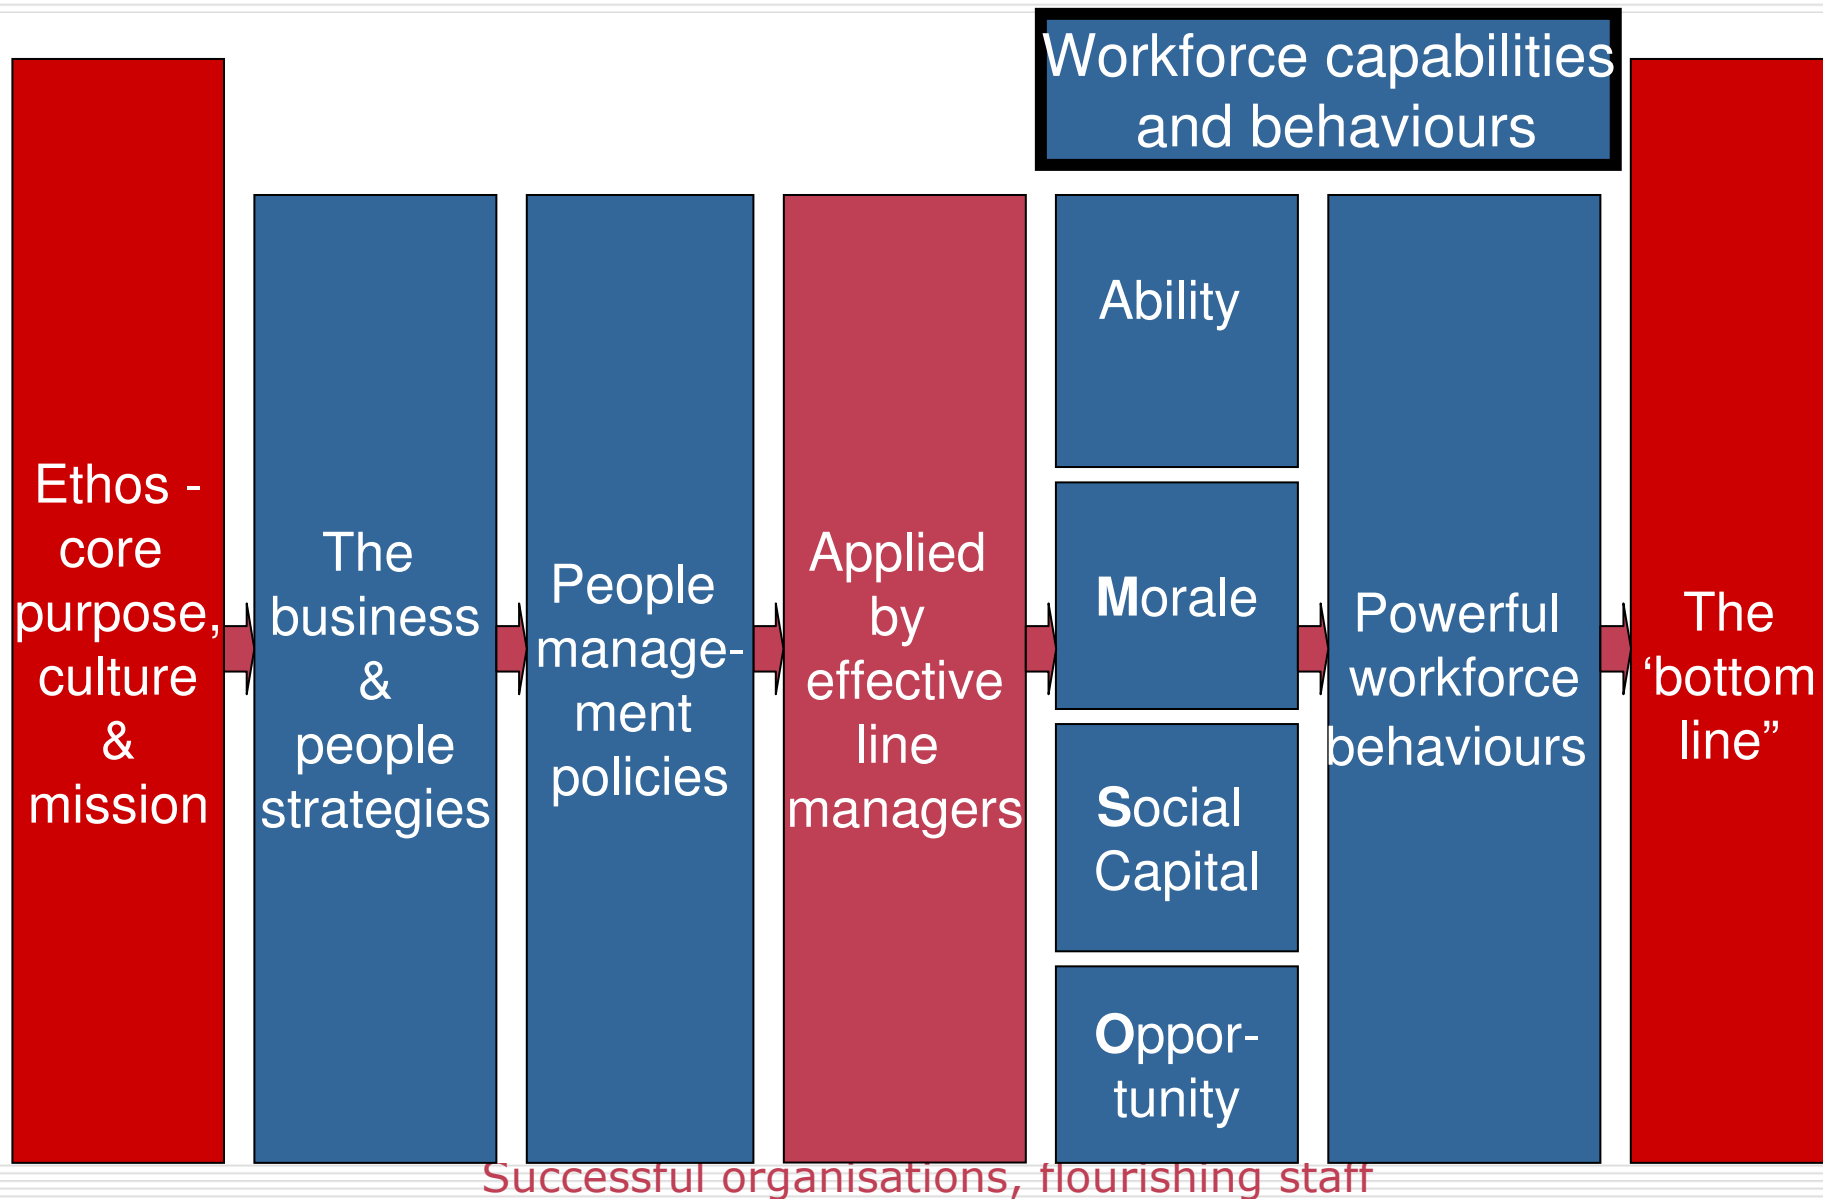 Workforce capabilities
and behaviours
Ethos -
core
purpose,
culture
&
mission
The
business
&
people
strategies
People
manage-
ment
policies
Applied
by
effective
line
managers
Ability
Morale
Social
Capital
Oppor-
tunity
Powerful
workforce
behaviours
The
‘bottom
line”
Successful organisations, flourishing staff